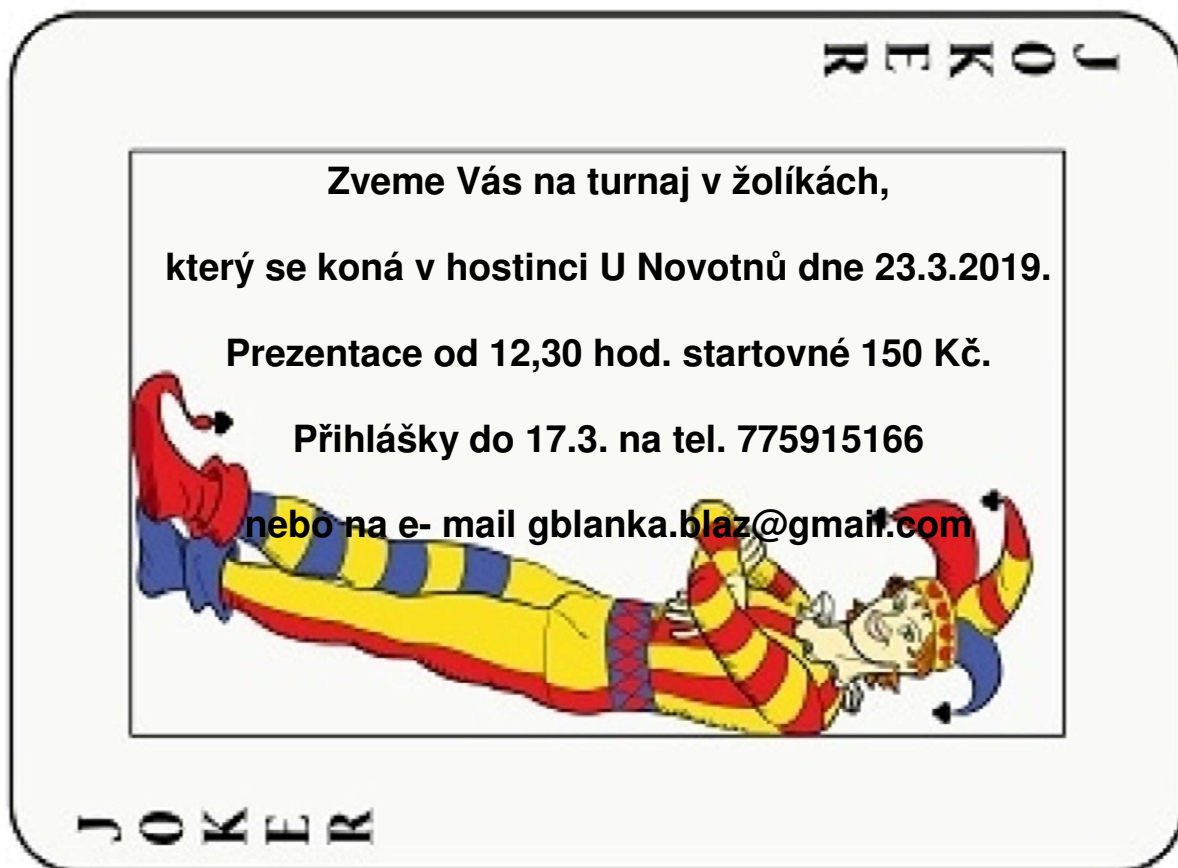 JOKER
Zveme Vás na turnaj v žolíkách,
který se koná v hostinci U Novotnů dne 23.3.2019.
Prezentace od 12,30 hod. startovné 150 Kč.
Přihlášky do 17.3. na tel. 775915166
nebo na e- mail gblanka.blaz@gmail.com
JOKER